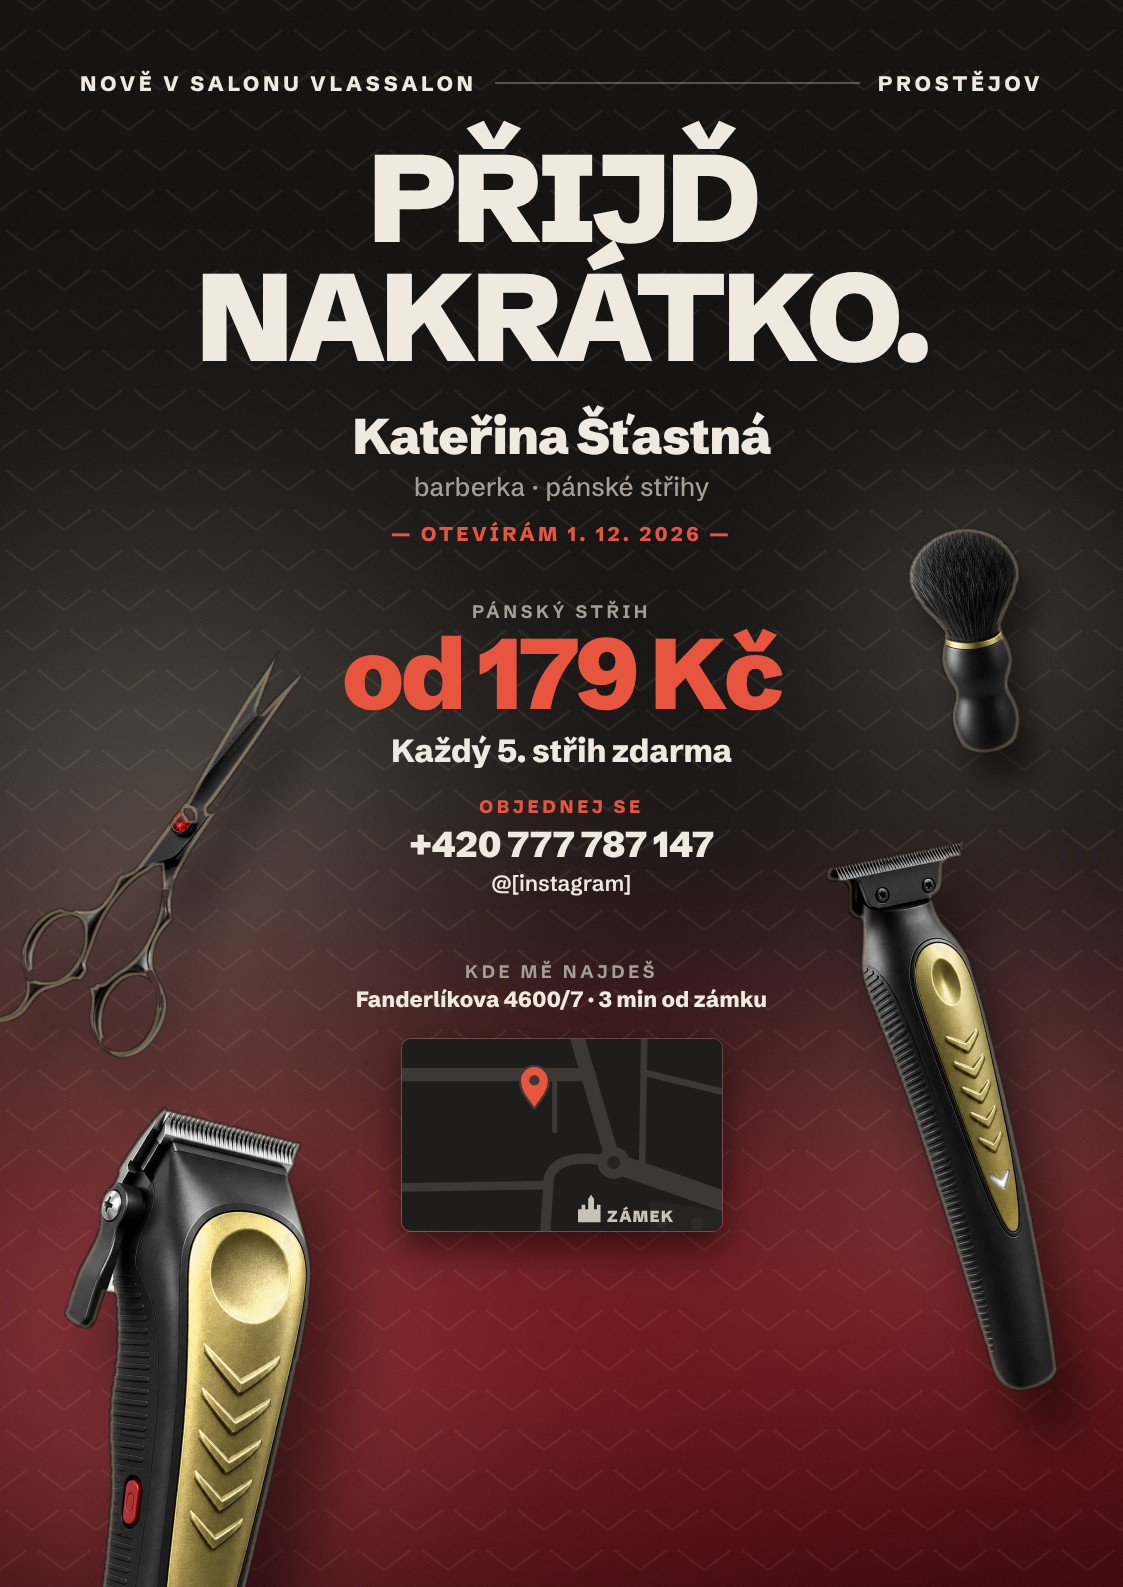 NOVĚ V SALONU VLASSALON
PROSTĚJOV
PŘIJĎ
NAKRÁTKO.
Kateřina Šťastná
barberka · pánské střihy
— OTEVÍRÁM 1. 12. 2026 —
PÁNSKÝ STŘIH
od 179 Kč
Každý 5. střih zdarma
OBJEDNEJ SE
+420 777 787 147
@[instagram]
KDE MĚ NAJDEŠ
Fanderlíkova 4600/7 · 3 min od zámku
ZÁMEK